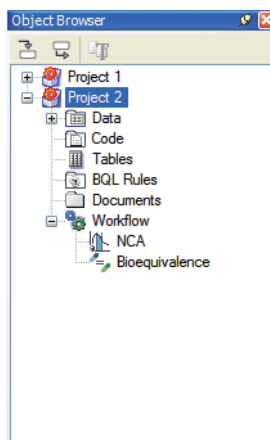 Object Browser
Project 1
Project 2
Data
Code
Tables
BQL Rules
Documents
Workflow
NCA
Bioequivalence